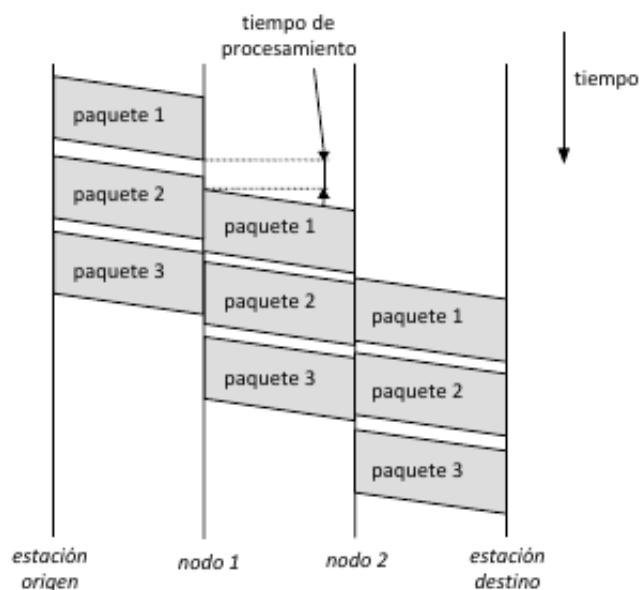 tiempo de
procesamiento
tiempo
paquete 1
paquete 2
paquete 1
paquete 3
paquete 2
paquete 1
paquete 3
paquete 2
paquete 3
estación
origen
nodo 1
nodo 2
estación
destino